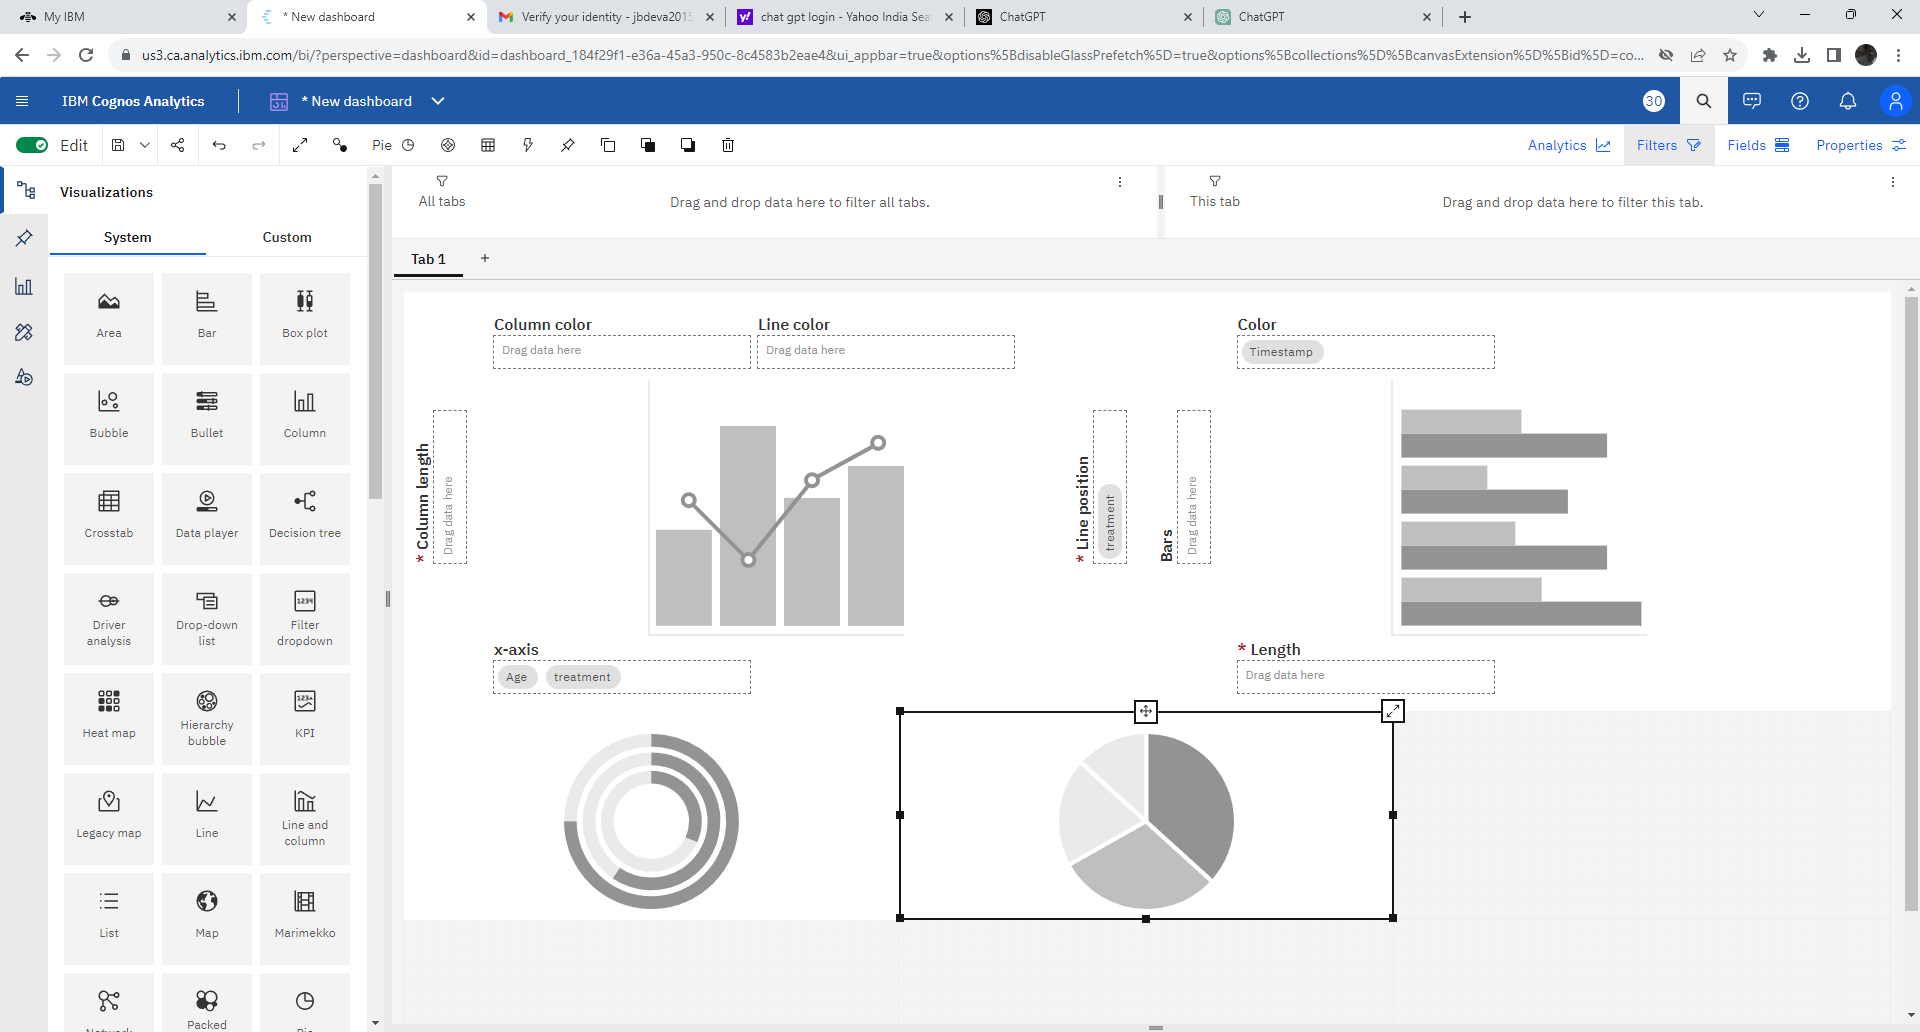 My IBM
* New dashboard
Verify your identity - jbdeva2015
chat gpt login - Yahoo India Sea
ChatGPT
ChatGPT
us3.ca.analytics.ibm.com/bi/?perspective=dashboard&id=dashboard_184f29f1-e36a-45a3-950c-8c4583b2eae4&ui_appbar=true&options%5BdisableGlassPrefetch%5D=true&options%5Bcollections%5D%5BcanvasExtension%5D%5Bid%5D=co...
IBM Cognos Analytics
* New dashboard
30
Edit
Pie
Analytics
Filters
Fields
Properties
Visualizations
System
Custom
All tabs
Drag and drop data here to filter all tabs.
This tab
Drag and drop data here to filter this tab.
Tab 1
Area
Bar
Box plot
Bubble
Bullet
Column
Crosstab
Data player
Decision tree
Driver analysis
Drop-down list
Filter dropdown
Heat map
Hierarchy bubble
KPI
Legacy map
Line
Line and column
List
Map
Marimekko
Packed
Column color
Drag data here
Line color
Drag data here
* Column length
Drag data here
* Line position
treatment
x-axis
Age
treatment
Color
Timestamp
Bars
Drag data here
* Length
Drag data here